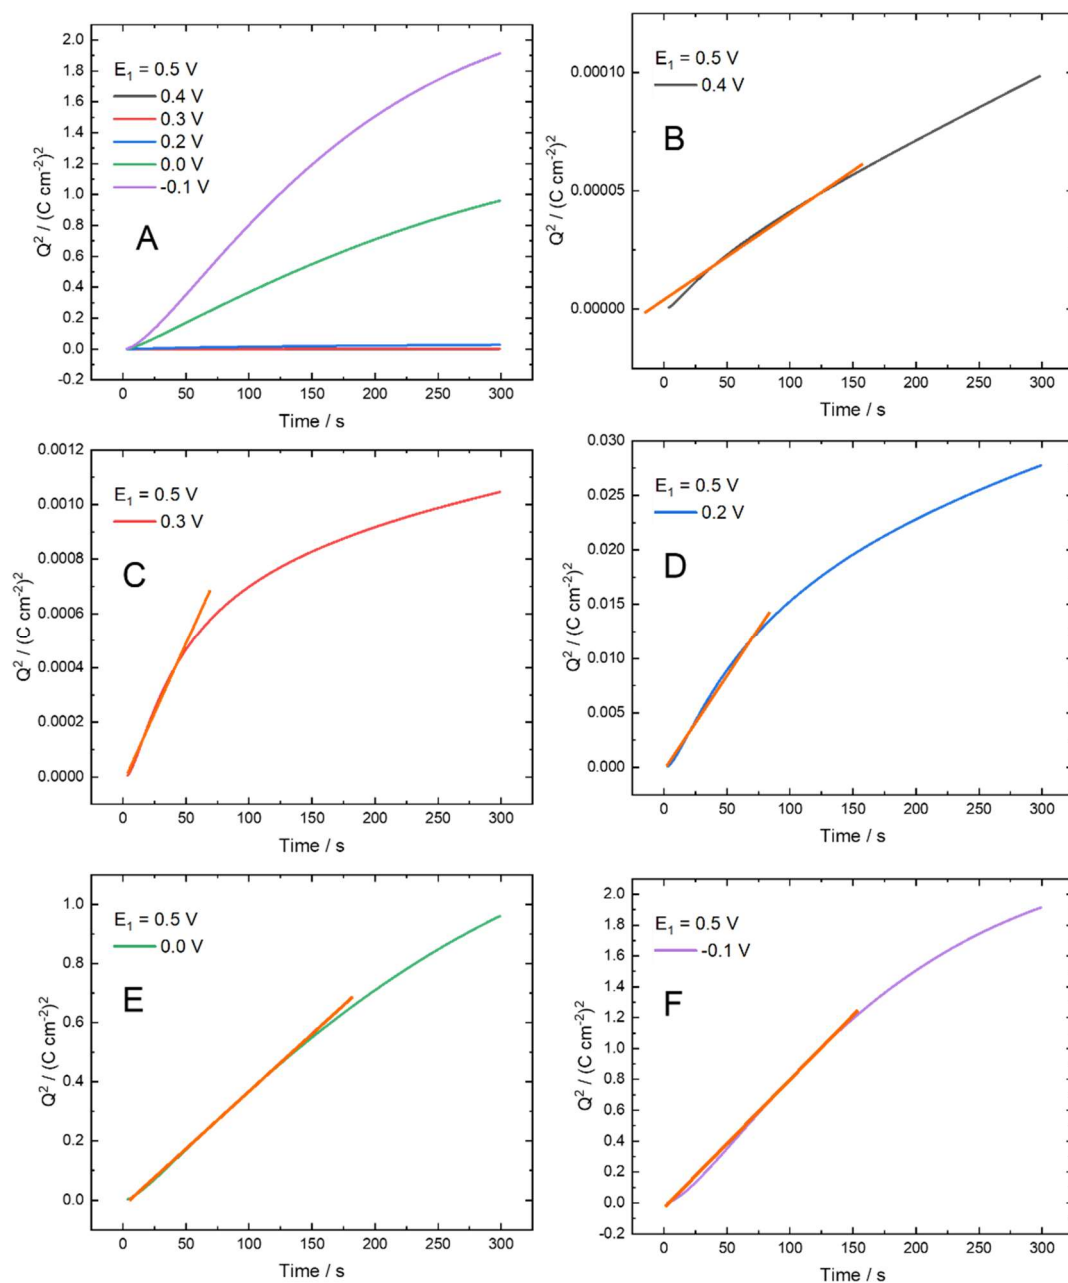 E₁ = 0.5 V
0.4 V
0.3 V
0.2 V
0.0 V
-0.1 V
A
2.0
1.8
1.6
1.4
1.2
1.0
0.8
0.6
0.4
0.2
0.0
-0.2
Q² / (C cm⁻²)²
0 50 100 150 200 250 300
Time / s
E₁ = 0.5 V
0.4 V
B
0.00010
0.00005
0.00000
Q² / (C cm⁻²)²
0 50 100 150 200 250 300
Time / s
E₁ = 0.5 V
0.3 V
C
0.0012
0.0010
0.0008
0.0006
0.0004
0.0002
0.0000
Q² / (C cm⁻²)²
0 50 100 150 200 250 300
Time / s
E₁ = 0.5 V
0.2 V
D
0.030
0.025
0.020
0.015
0.010
0.005
0.000
Q² / (C cm⁻²)²
0 50 100 150 200 250 300
Time / s
E₁ = 0.5 V
0.0 V
E
1.0
0.8
0.6
0.4
0.2
0.0
Q² / (C cm⁻²)²
0 50 100 150 200 250 300
Time / s
E₁ = 0.5 V
-0.1 V
F
2.0
1.8
1.6
1.4
1.2
1.0
0.8
0.6
0.4
0.2
0.0
-0.2
Q² / (C cm⁻²)²
0 50 100 150 200 250 300
Time / s